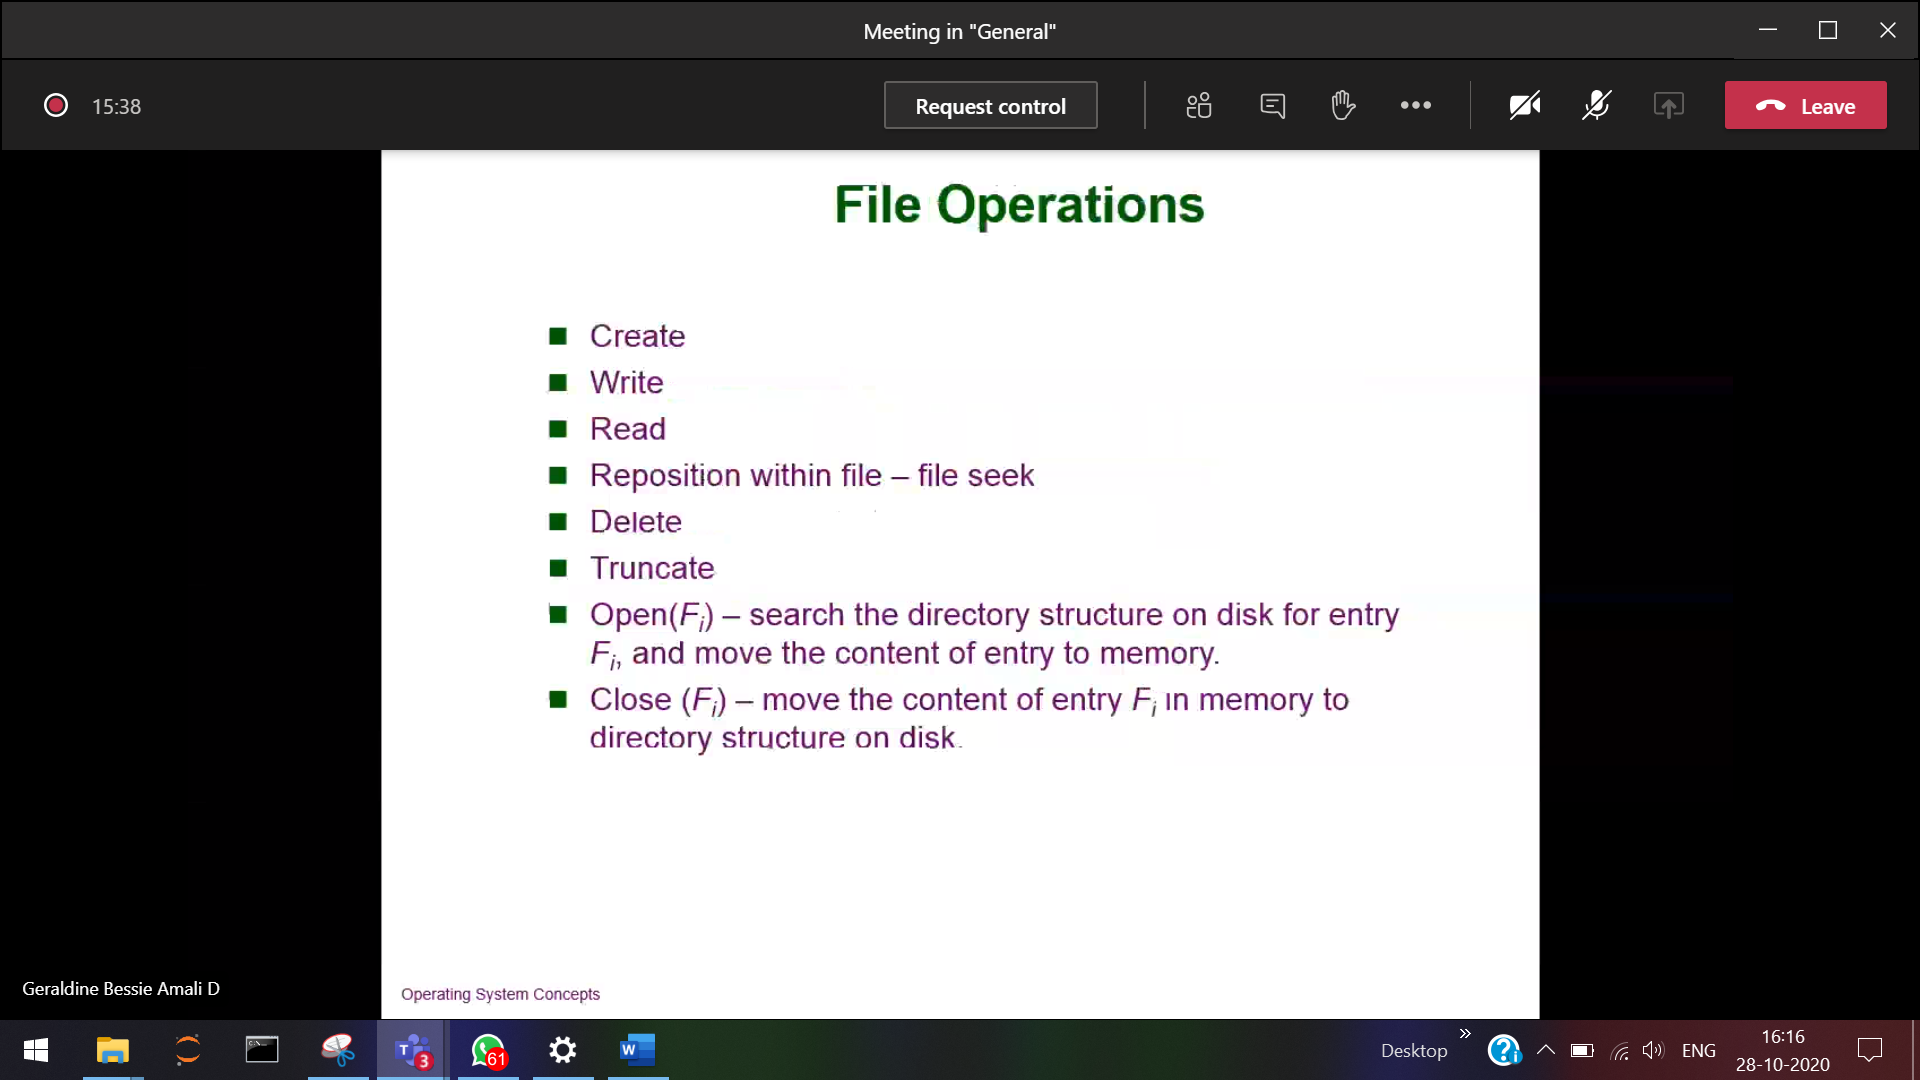 Meeting in "General"
15:38
Request control
Leave
File Operations
Create
Write
Read
Reposition within file – file seek
Delete
Truncate
Open(Fi) – search the directory structure on disk for entry
Fi, and move the content of entry to memory.
Close (Fi) – move the content of entry Fi in memory to
directory structure on disk.
Geraldine Bessie Amali D
Operating System Concepts
T 3
61
W
Desktop
ENG
16:16
28-10-2020